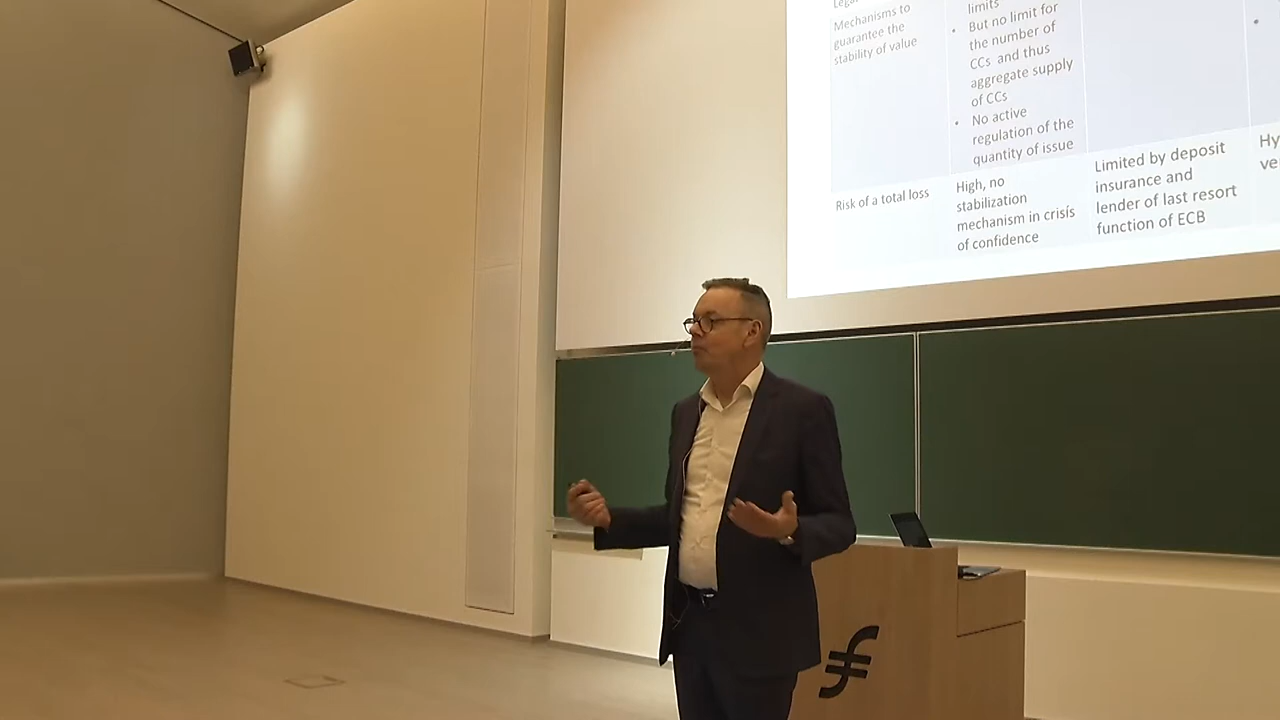 Legal
Mechanisms to
guarantee the
stability of value
limits
• But no limit for
the number of
CCs and thus
aggregate supply
of CCs
• No active
regulation of the
quantity of issue
•
Risk of a total loss
High, no
stabilization
mechanism in crisis
of confidence
Limited by deposit
insurance and
lender of last resort
function of ECB